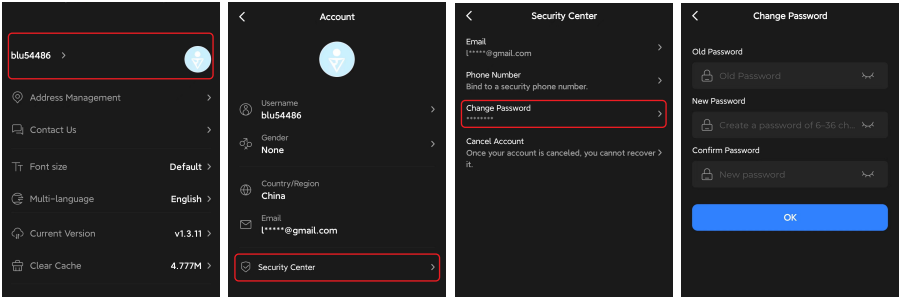 blu54486
Address Management
Contact Us
Font size Default
Multi-language English
Current Version v1.3.11
Clear Cache 4.777M
Account
Username
blu54486
Gender
None
Country/Region
China
Email
l*****@gmail.com
Security Center
Security Center
Email
l*****@gmail.com
Phone Number
Bind to a security phone number.
Change Password
********
Cancel Account
Once your account is canceled, you cannot recover
it.
Change Password
Old Password
Old Password
New Password
Create a password of 6-36 ch...
Confirm Password
New password
OK